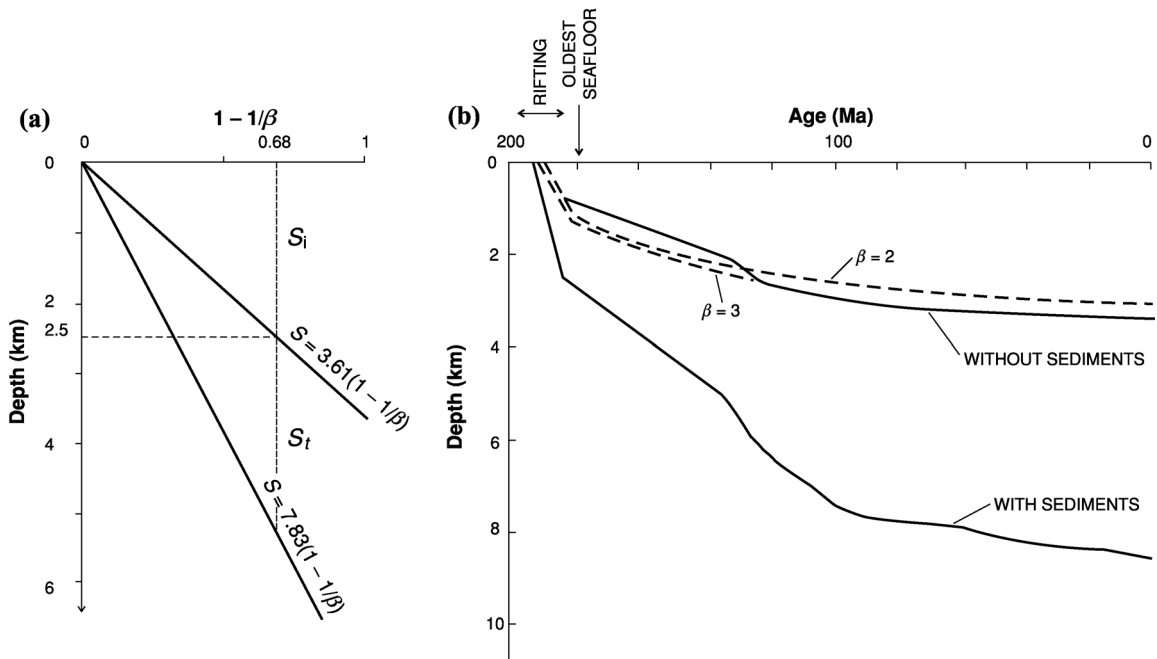 (a)
1 – 1/β
0
0.68
1
0
2
2.5
4
6
Depth (km)
Si
St
S = 3.61(1 – 1/β)
S = 7.83(1 – 1/β)
(b)
RIFTING
OLDEST
SEAFLOOR
Age (Ma)
200
100
0
0
2
4
6
8
10
Depth (km)
β = 2
β = 3
WITHOUT SEDIMENTS
WITH SEDIMENTS